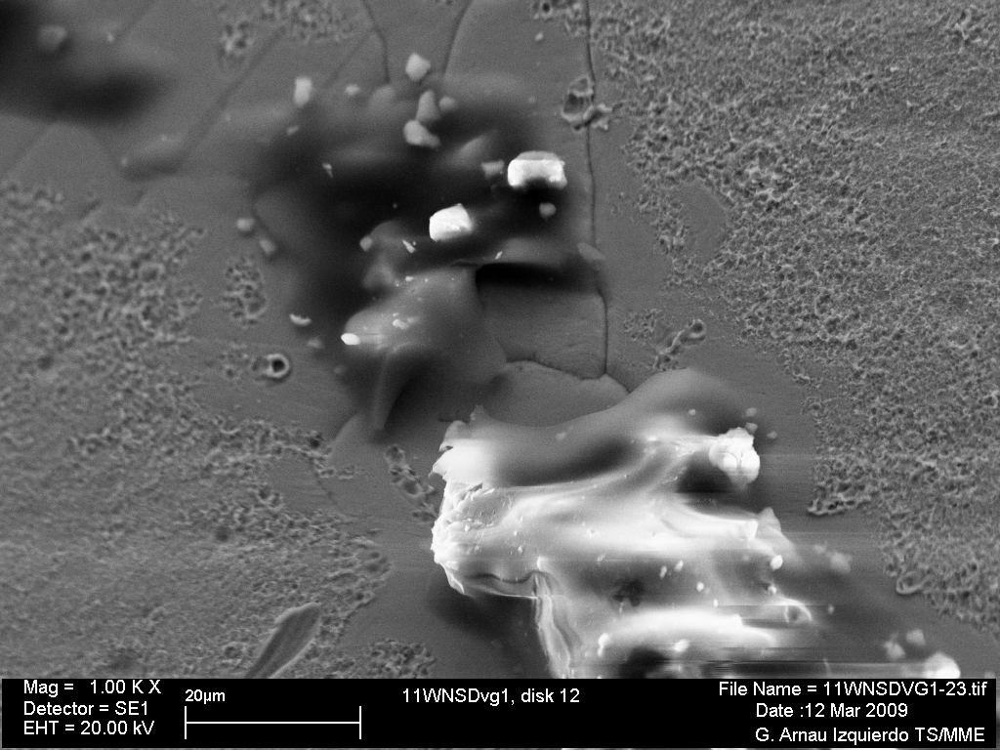 Mag = 1.00 K X
Detector = SE1
EHT = 20.00 kV
20µm
11WNSDvg1, disk 12
File Name = 11WNSDVG1-23.tif
Date :12 Mar 2009
G. Arnau Izquierdo TS/MME